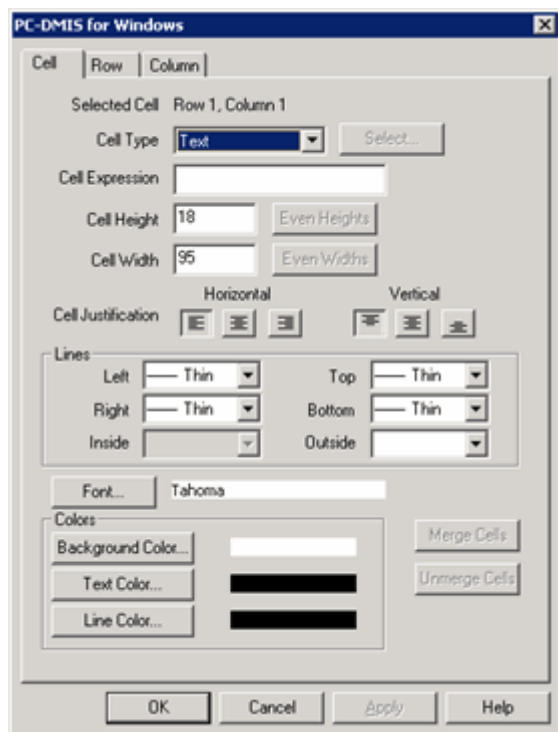 PC-DMIS for Windows
Cell Row Column
Selected Cell Row 1, Column 1
Cell Type Text Select...
Cell Expression
Cell Height 18 Even Heights
Cell Width 95 Even Widths
Horizontal Vertical
Cell Justification
Lines
Left Thin Top Thin
Right Thin Bottom Thin
Inside Outside
Font... Tahoma
Colors
Background Color... Merge Cells
Text Color... Unmerge Cells
Line Color...
OK Cancel Apply Help